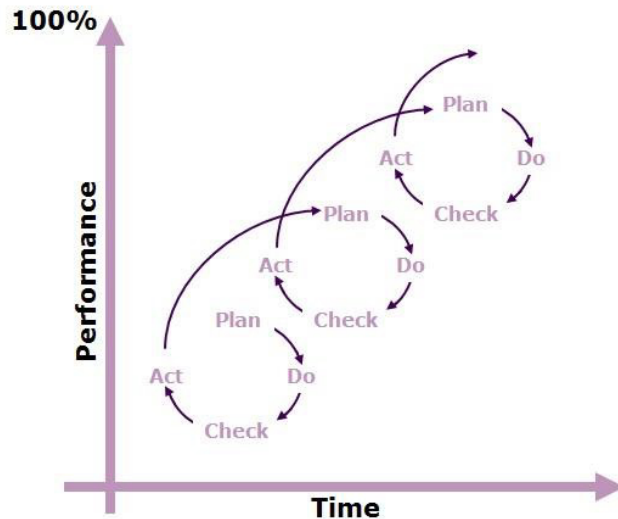 100%
Plan
Act
Do
Check
Plan
Act
Do
Check
Plan
Act
Do
Check
Performance
Time